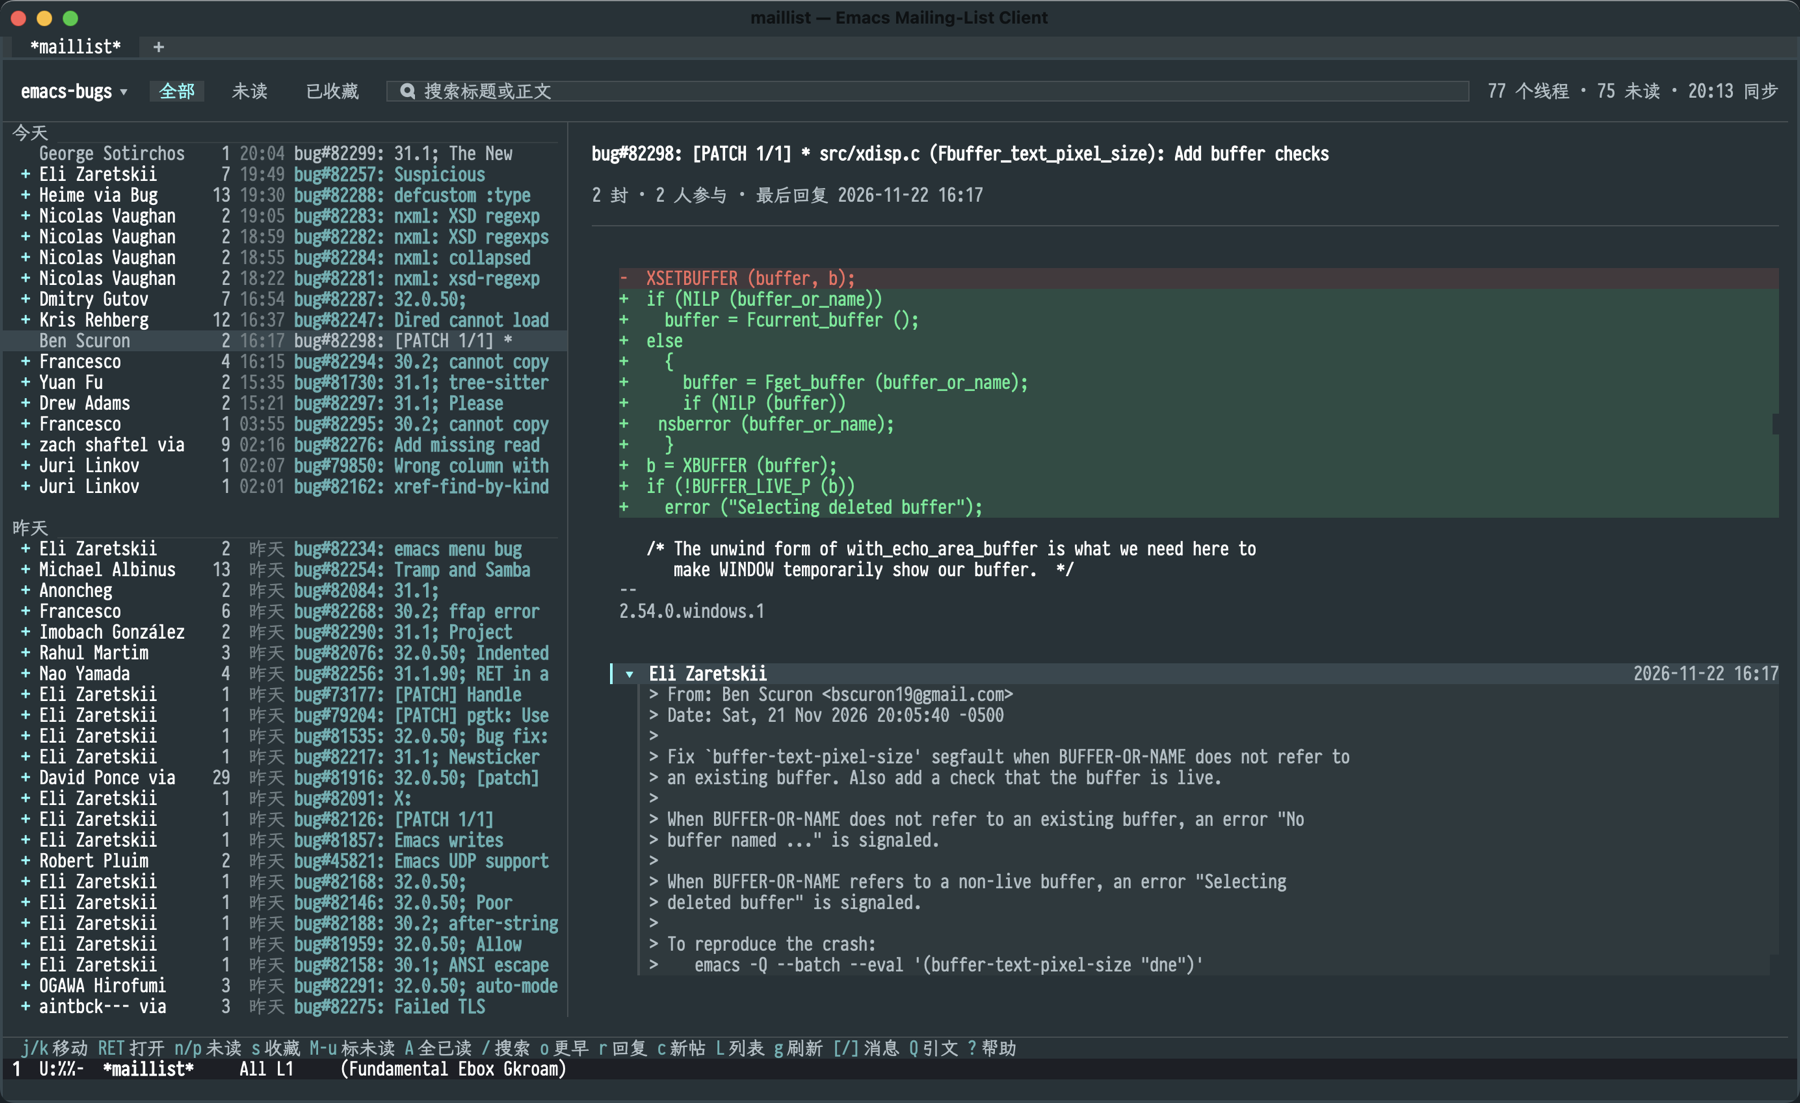 maillist — Emacs Mailing-List Client
*maillist* +
emacs-bugs ▾ 全部 未读 已收藏 搜索标题或正文 77 个线程 • 75 未读 • 20:13 同步
今天
George Sotirchos 1 20:04 bug#82299: 31.1; The New
+ Eli Zaretskii 7 19:49 bug#82257: Suspicious
+ Heime via Bug 13 19:30 bug#82288: defcustom :type
+ Nicolas Vaughan 2 19:05 bug#82283: nxml: XSD regexp
+ Nicolas Vaughan 2 18:59 bug#82282: nxml: XSD regexps
+ Nicolas Vaughan 2 18:55 bug#82284: nxml: collapsed
+ Nicolas Vaughan 2 18:22 bug#82281: nxml: xsd-regexp
+ Dmitry Gutov 7 16:54 bug#82287: 32.0.50;
+ Kris Rehberg 12 16:37 bug#82247: Dired cannot load
Ben Scuron 2 16:17 bug#82298: [PATCH 1/1] *
+ Francesco 4 16:15 bug#82294: 30.2; cannot copy
+ Yuan Fu 2 15:35 bug#81730: 31.1; tree-sitter
+ Drew Adams 2 15:21 bug#82297: 31.1; Please
+ Francesco 1 03:55 bug#82295: 30.2; cannot copy
+ zach shaftel via 9 02:16 bug#82276: Add missing read
+ Juri Linkov 1 02:07 bug#79850: Wrong column with
+ Juri Linkov 1 02:01 bug#82162: xref-find-by-kind
昨天
+ Eli Zaretskii 2 昨天 bug#82234: emacs menu bug
+ Michael Albinus 13 昨天 bug#82254: Tramp and Samba
+ Anoncheg 2 昨天 bug#82084: 31.1;
+ Francesco 6 昨天 bug#82268: 30.2; ffap error
+ Imobach González 2 昨天 bug#82290: 31.1; Project
+ Rahul Martim 3 昨天 bug#82076: 32.0.50; Indented
+ Nao Yamada 4 昨天 bug#82256: 31.1.90; RET in a
+ Eli Zaretskii 1 昨天 bug#73177: [PATCH] Handle
+ Eli Zaretskii 1 昨天 bug#79204: [PATCH] pgtk: Use
+ Eli Zaretskii 1 昨天 bug#81535: 32.0.50; Bug fix:
+ Eli Zaretskii 1 昨天 bug#82217: 31.1; Newsticker
+ David Ponce via 29 昨天 bug#81916: 32.0.50; [patch]
+ Eli Zaretskii 1 昨天 bug#82091: X:
+ Eli Zaretskii 1 昨天 bug#82126: [PATCH 1/1]
+ Eli Zaretskii 1 昨天 bug#81857: Emacs writes
+ Robert Pluim 2 昨天 bug#45821: Emacs UDP support
+ Eli Zaretskii 1 昨天 bug#82168: 32.0.50;
+ Eli Zaretskii 1 昨天 bug#82146: 32.0.50; Poor
+ Eli Zaretskii 1 昨天 bug#82188: 30.2; after-string
+ Eli Zaretskii 1 昨天 bug#81959: 32.0.50; Allow
+ Eli Zaretskii 1 昨天 bug#82158: 30.1; ANSI escape
+ OGAWA Hirofumi 3 昨天 bug#82291: 32.0.50; auto-mode
+ aintbck--- via 3 昨天 bug#82275: Failed TLS
bug#82298: [PATCH 1/1] * src/xdisp.c (Fbuffer_text_pixel_size): Add buffer checks
2 封 • 2 人参与 • 最后回复 2026-11-22 16:17
- XSETBUFFER (buffer, b);
+ if (NILP (buffer_or_name))
+ buffer = Fcurrent_buffer ();
+ else
+ {
+ buffer = Fget_buffer (buffer_or_name);
+ if (NILP (buffer))
+ nsberror (buffer_or_name);
+ }
+ b = XBUFFER (buffer);
+ if (!BUFFER_LIVE_P (b))
+ error ("Selecting deleted buffer");
/* The unwind form of with_echo_area_buffer is what we need here to
make WINDOW temporarily show our buffer. */
--
2.54.0.windows.1
▾ Eli Zaretskii 2026-11-22 16:17
> From: Ben Scuron <bscuron19@gmail.com>
> Date: Sat, 21 Nov 2026 20:05:40 -0500
>
> Fix `buffer-text-pixel-size' segfault when BUFFER-OR-NAME does not refer to
> an existing buffer. Also add a check that the buffer is live.
>
> When BUFFER-OR-NAME does not refer to an existing buffer, an error "No
> buffer named ..." is signaled.
>
> When BUFFER-OR-NAME refers to a non-live buffer, an error "Selecting
> deleted buffer" is signaled.
>
> To reproduce the crash:
> emacs -Q --batch --eval '(buffer-text-pixel-size "dne")'
j/k 移动 RET 打开 n/p 未读 s 收藏 M-u 标未读 A 全已读 / 搜索 o 更早 r 回复 c 新帖 L 列表 g 刷新 [/] 消息 Q 引文 ? 帮助
1 U:%%- *maillist* All L1 (Fundamental Ebox Gkroam)